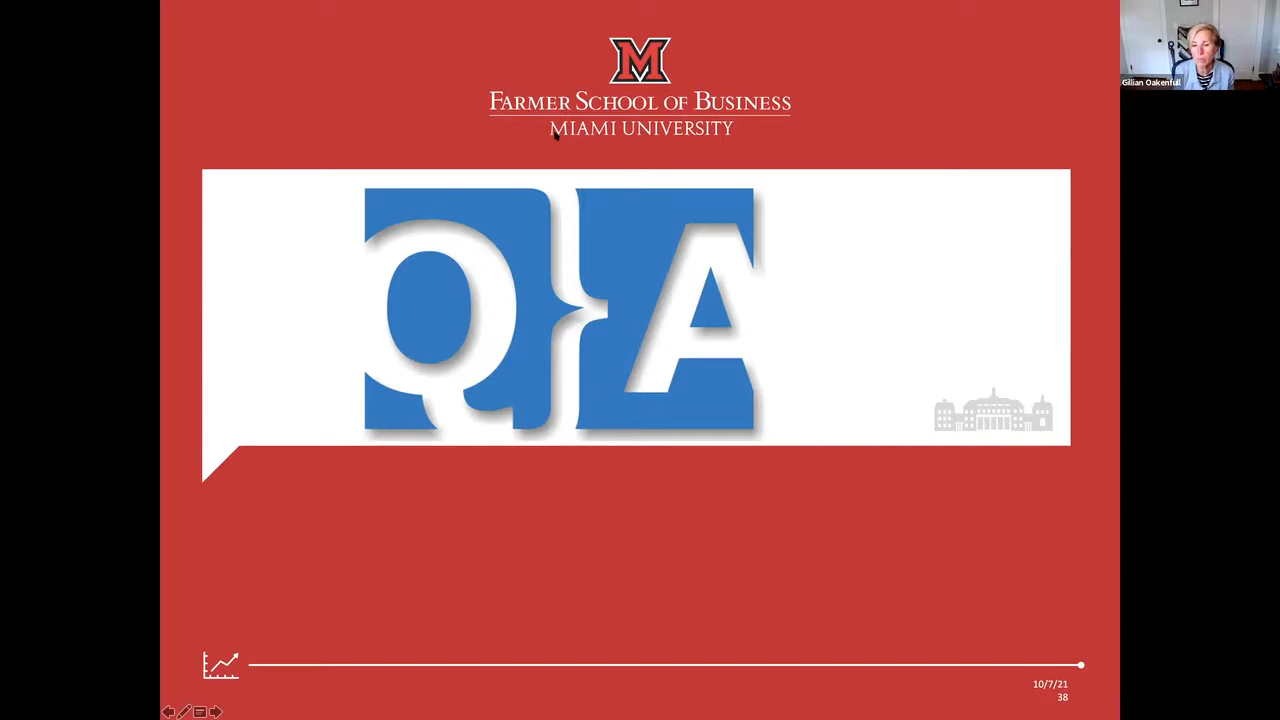 M
FARMER SCHOOL OF BUSINESS
MIAMI UNIVERSITY
Gillian Oakenfull
Q } A
10/7/21
38